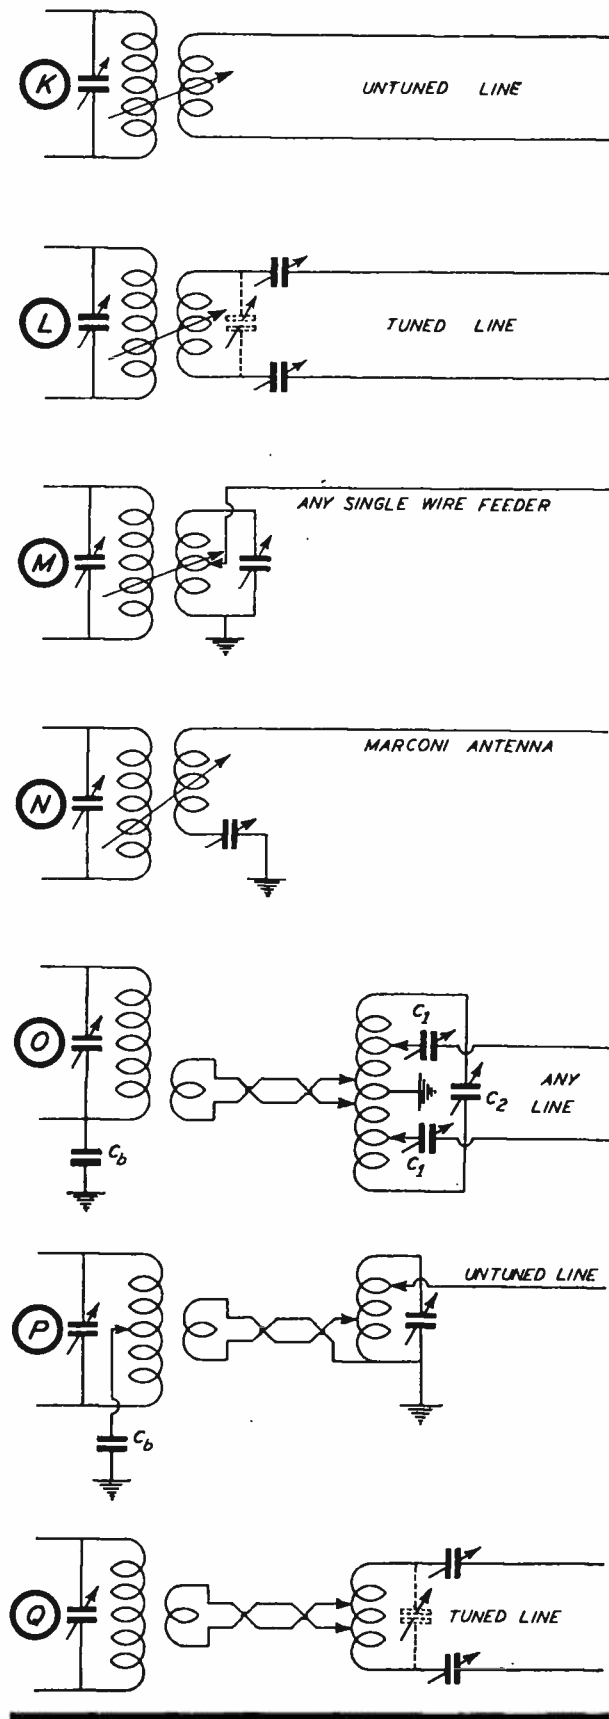 K
UNTUNED LINE
L
TUNED LINE
M
ANY SINGLE WIRE FEEDER
N
MARCONI ANTENNA
O
C1
ANY
LINE
C2
C1
Cb
P
UNTUNED LINE
Cb
Q
TUNED LINE